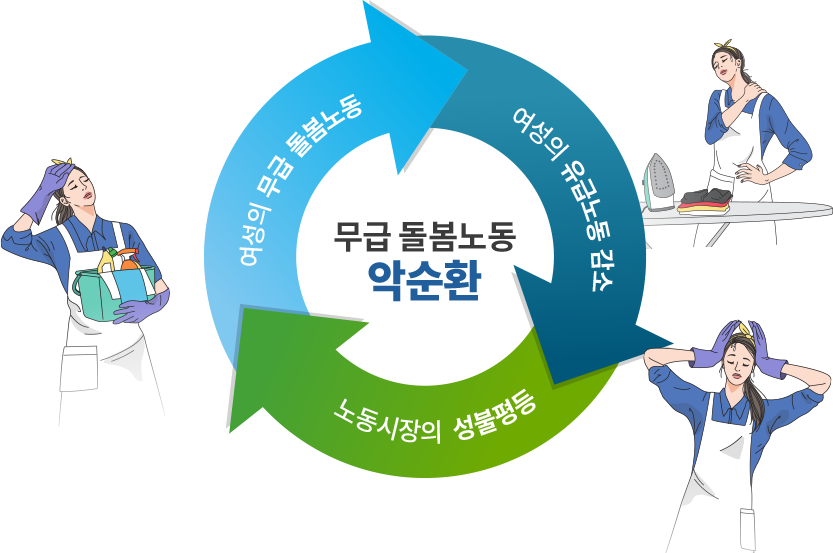 무급 돌봄노동
악순환
여성의 무급 돌봄노동
여성의 유급노동 감소
노동시장의 성불평등